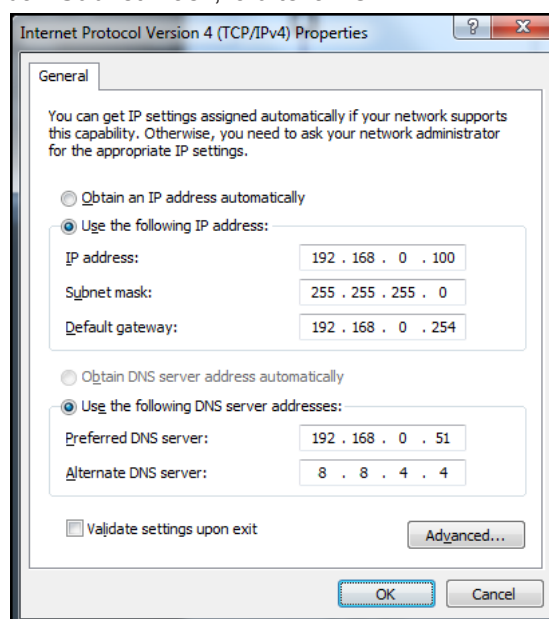 Internet Protocol Version 4 (TCP/IPv4) Properties
General
You can get IP settings assigned automatically if your network supports
this capability. Otherwise, you need to ask your network administrator
for the appropriate IP settings.
Obtain an IP address automatically
Use the following IP address:
IP address: 192 . 168 . 0 . 100
Subnet mask: 255 . 255 . 255 . 0
Default gateway: 192 . 168 . 0 . 254
Obtain DNS server address automatically
Use the following DNS server addresses:
Preferred DNS server: 192 . 168 . 0 . 51
Alternate DNS server: 8 . 8 . 4 . 4
Validate settings upon exit
Advanced...
OK Cancel